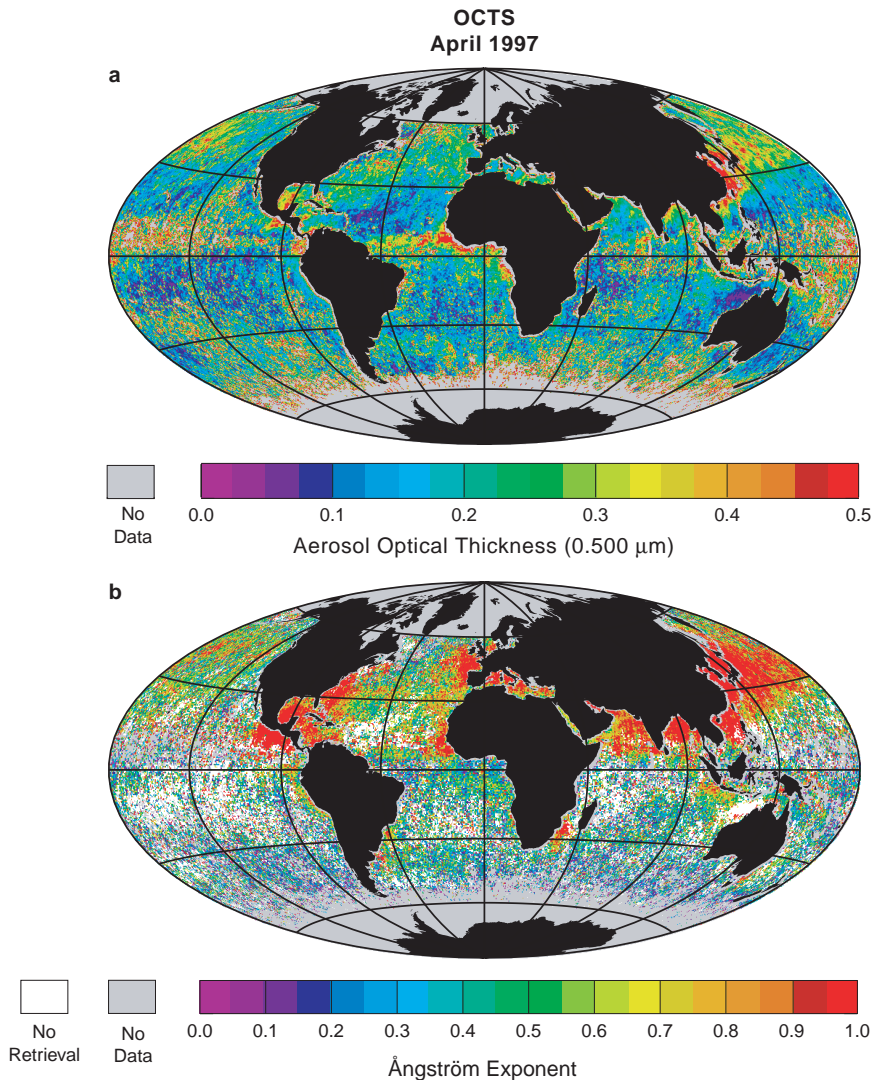 OCTS
April 1997
a
No
Data
0.0 0.1 0.2 0.3 0.4 0.5
Aerosol Optical Thickness (0.500 μm)
b
No
Retrieval
No
Data
0.0 0.1 0.2 0.3 0.4 0.5 0.6 0.7 0.8 0.9 1.0
Ångström Exponent